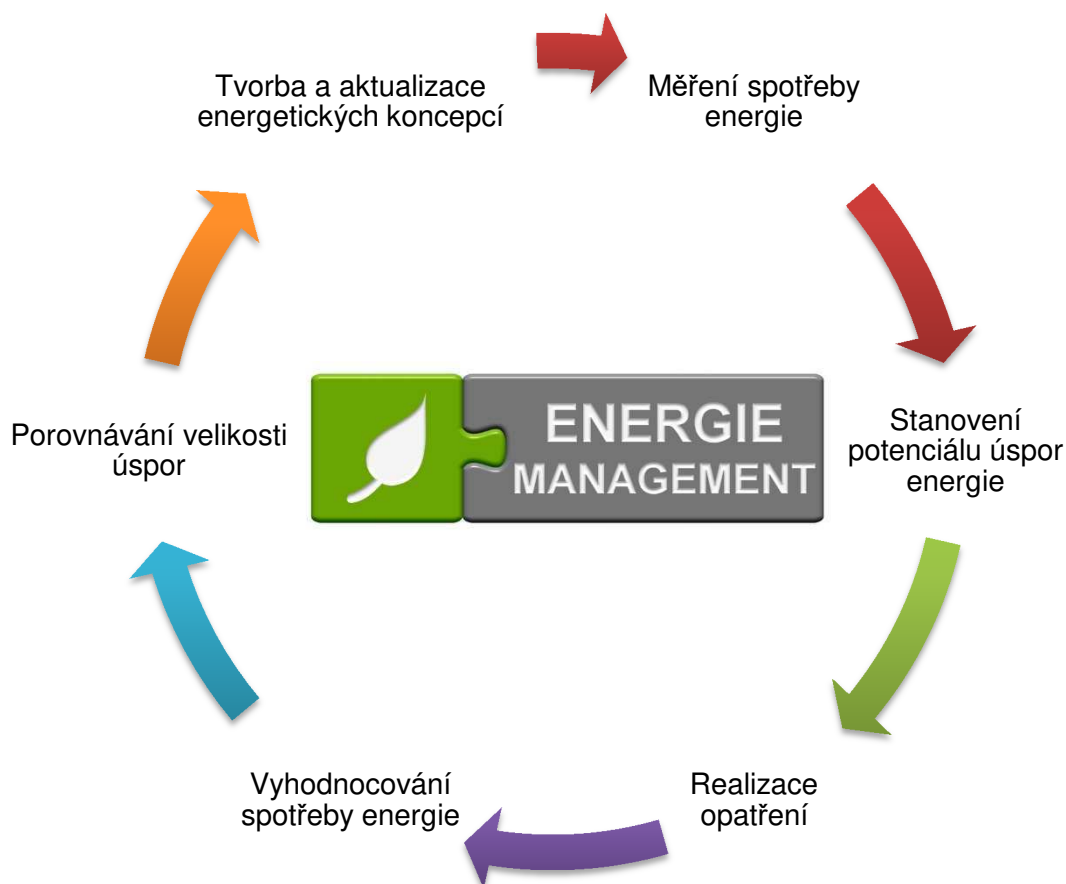 Tvorba a aktualizace
energetických koncepcí
Měření spotřeby
energie
Stanovení
potenciálu úspor
energie
Realizace
opatření
Vyhodnocování
spotřeby energie
Porovnávání velikosti
úspor
ENERGIE
MANAGEMENT